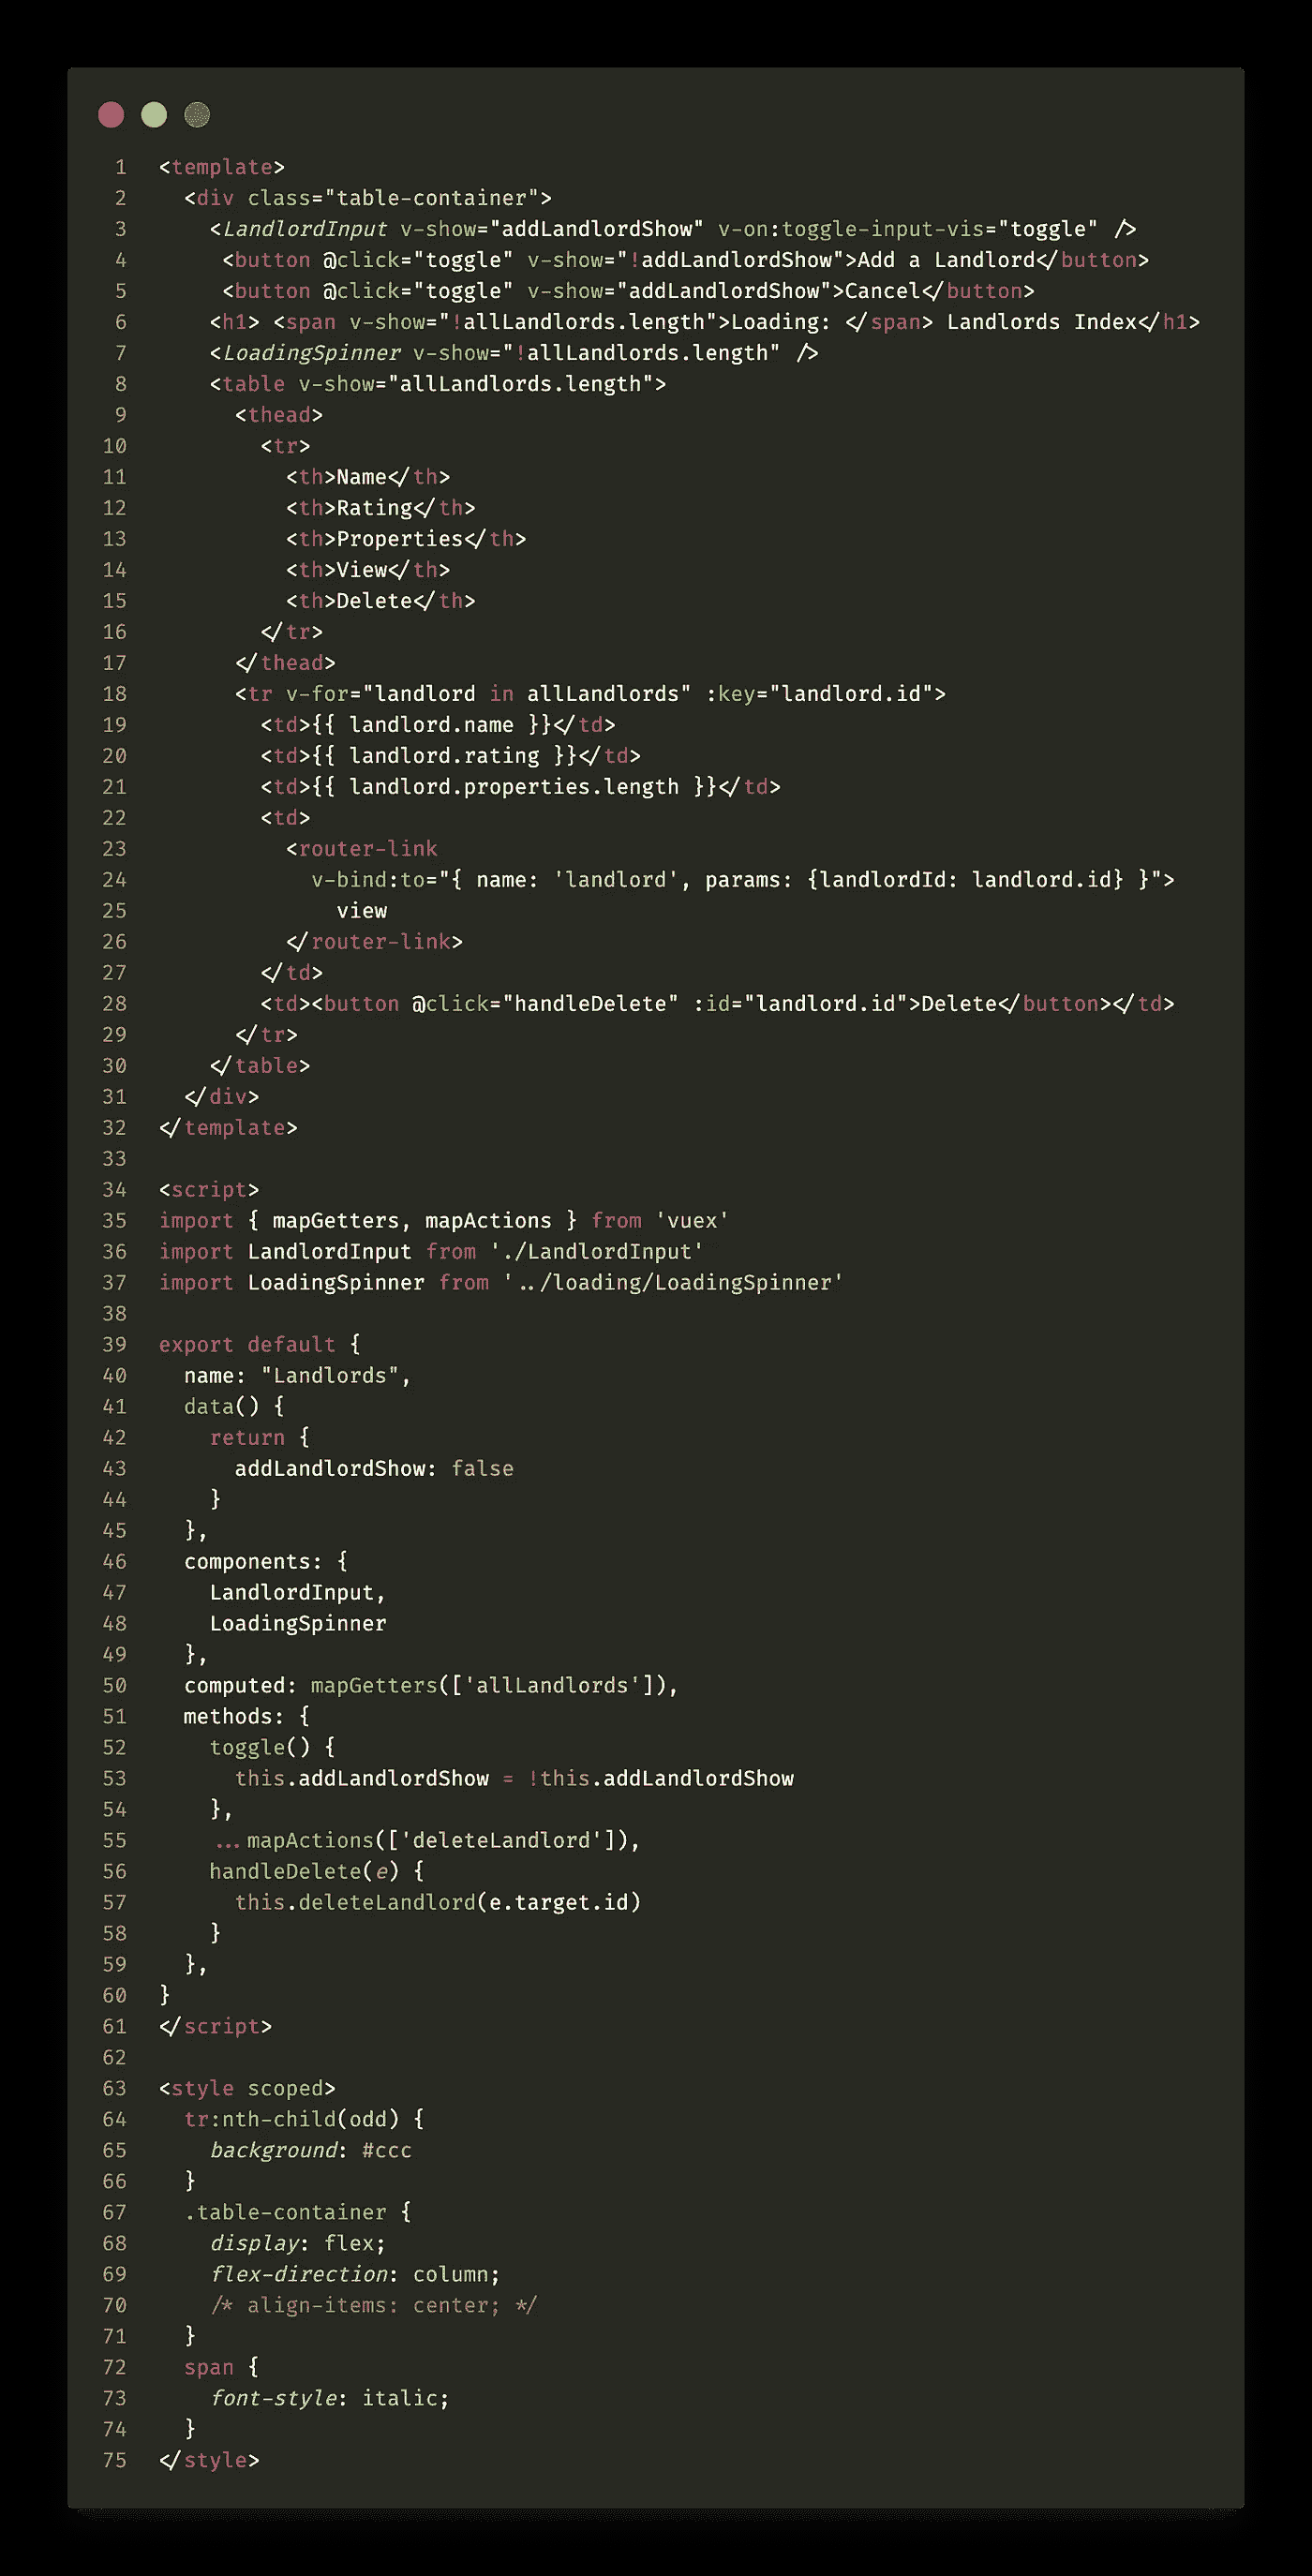 1 <template>
2   <div class="table-container">
3     <LandlordInput v-show="addLandlordShow" v-on:toggle-input-vis="toggle" />
4      <button @click="toggle" v-show="!addLandlordShow">Add a Landlord</button>
5      <button @click="toggle" v-show="addLandlordShow">Cancel</button>
6     <h1> <span v-show="!allLandlords.length">Loading: </span> Landlords Index</h1>
7     <LoadingSpinner v-show="!allLandlords.length" />
8     <table v-show="allLandlords.length">
9       <thead>
10         <tr>
11           <th>Name</th>
12           <th>Rating</th>
13           <th>Properties</th>
14           <th>View</th>
15           <th>Delete</th>
16         </tr>
17       </thead>
18       <tr v-for="landlord in allLandlords" :key="landlord.id">
19         <td>{{ landlord.name }}</td>
20         <td>{{ landlord.rating }}</td>
21         <td>{{ landlord.properties.length }}</td>
22         <td>
23           <router-link
24             v-bind:to="{ name: 'landlord', params: {landlordId: landlord.id} }">
25               view
26           </router-link>
27         </td>
28         <td><button @click="handleDelete" :id="landlord.id">Delete</button></td>
29       </tr>
30     </table>
31   </div>
32 </template>
33
34 <script>
35 import { mapGetters, mapActions } from 'vuex'
36 import LandlordInput from './LandlordInput'
37 import LoadingSpinner from '../loading/LoadingSpinner'
38
39 export default {
40   name: "Landlords",
41   data() {
42     return {
43       addLandlordShow: false
44     }
45   },
46   components: {
47     LandlordInput,
48     LoadingSpinner
49   },
50   computed: mapGetters(['allLandlords']),
51   methods: {
52     toggle() {
53       this.addLandlordShow = !this.addLandlordShow
54     },
55     ...mapActions(['deleteLandlord']),
56     handleDelete(e) {
57       this.deleteLandlord(e.target.id)
58     }
59   },
60 }
61 </script>
62
63 <style scoped>
64   tr:nth-child(odd) {
65     background: #ccc
66   }
67   .table-container {
68     display: flex;
69     flex-direction: column;
70     /* align-items: center; */
71   }
72   span {
73     font-style: italic;
74   }
75 </style>